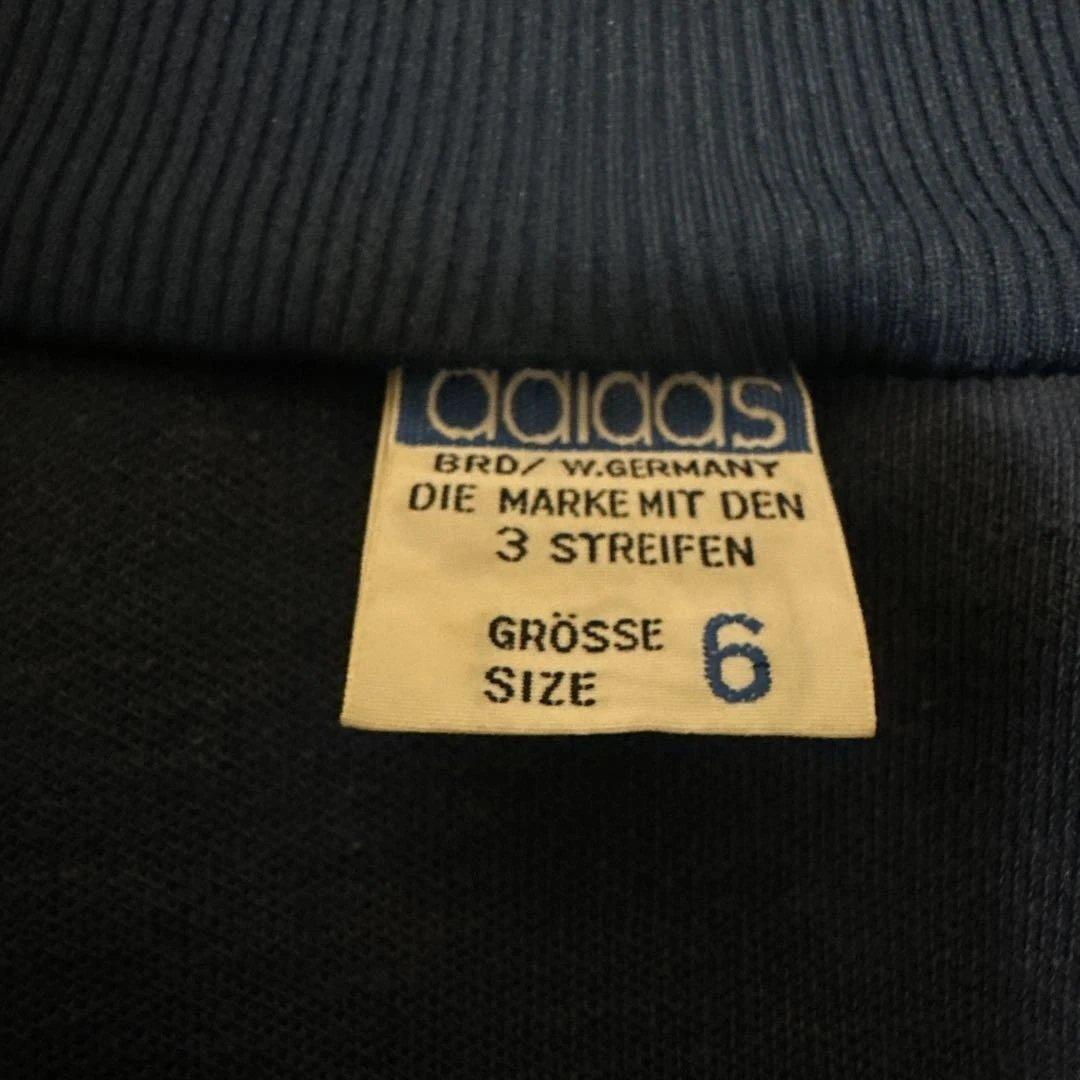 adidas
BRD/ W.GERMANY
DIE MARKE MIT DEN
3 STREIFEN
GRÖSSE 6
SIZE